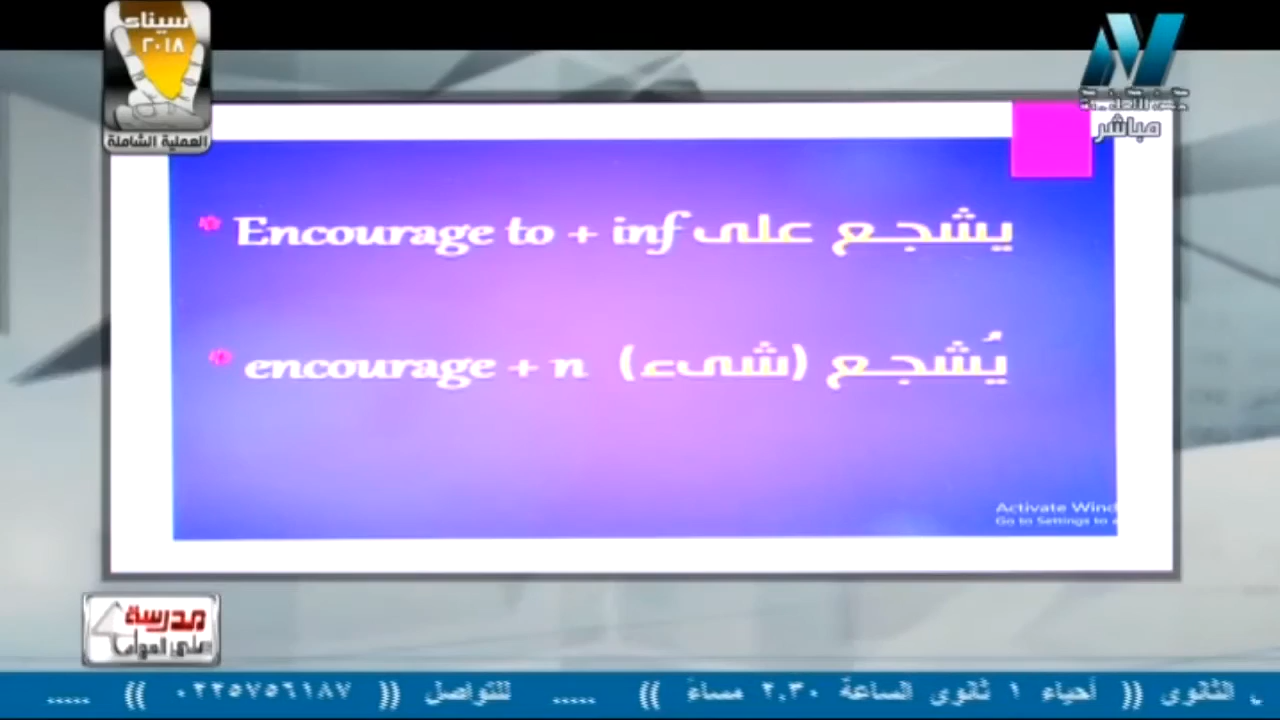 سيناء
٢٠١٨
العملية الشاملة
مباشر
* Encourage to + inf يشجع على
* encourage + n (شىء) يُشجع
Activate Wind
Go to Settings to a
مدرسة
على الهواء
الثانوى (( أحياء ١ ثانوى الساعة ٢.٣٠ مساءً (( ..... للتواصل (( ٠٢٢٥٧٥٦١٨٧ )) .....